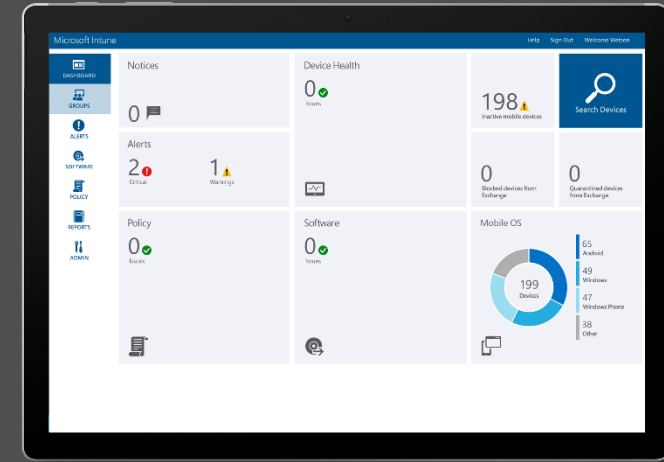 Microsoft Intune
Help Sign Out Welcome Watson
DASHBOARD
GROUPS
ALERTS
SOFTWARE
POLICY
REPORTS
ADMIN
Notices
0
Alerts
2
Critical
1
Warnings
Device Health
0
Issues
198
Inactive mobile devices
Search Devices
0
Blocked devices from
Exchange
0
Quarantined devices
from Exchange
Policy
0
Issues
Software
0
Issues
Mobile OS
199
Devices
65
Android
49
Windows
47
Windows Phone
38
Other